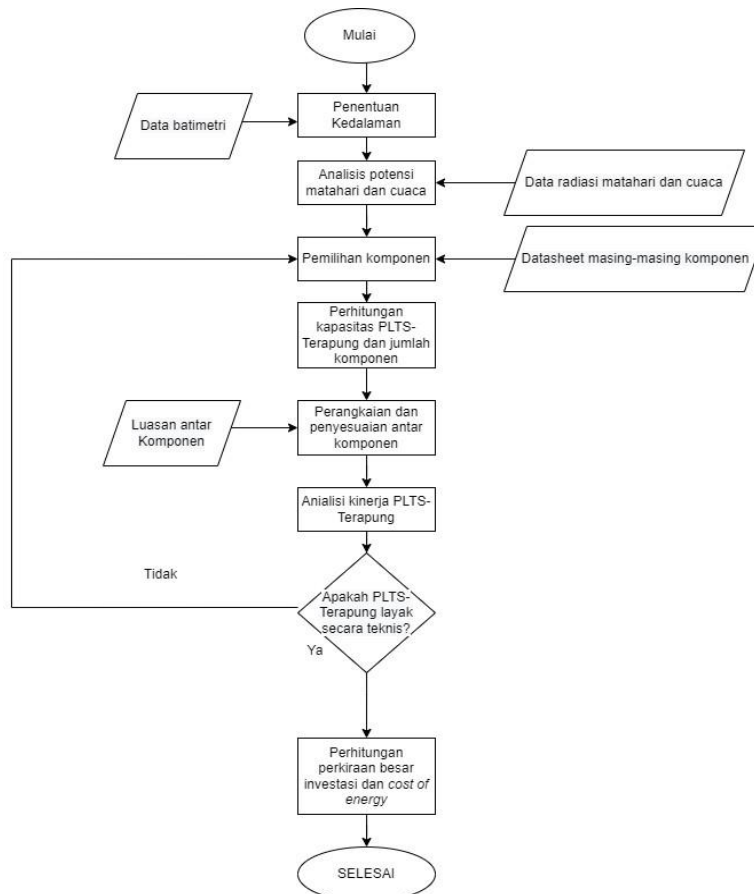 Mulai
Data batimetri
Penentuan
Kedalaman
Analisis potensi
matahari dan cuaca
Data radiasi matahari dan cuaca
Pemilihan komponen
Datasheet masing-masing komponen
Perhitungan
kapasitas PLTS-
Terapung dan jumlah
komponen
Luasan antar
Komponen
Perangkaian dan
penyesuaian antar
komponen
Anialisi kinerja PLTS-
Terapung
Tidak
Apakah PLTS-
Terapung layak
secara teknis?
Ya
Perhitungan
perkiraan besar
investasi dan cost of
energy
SELESAI